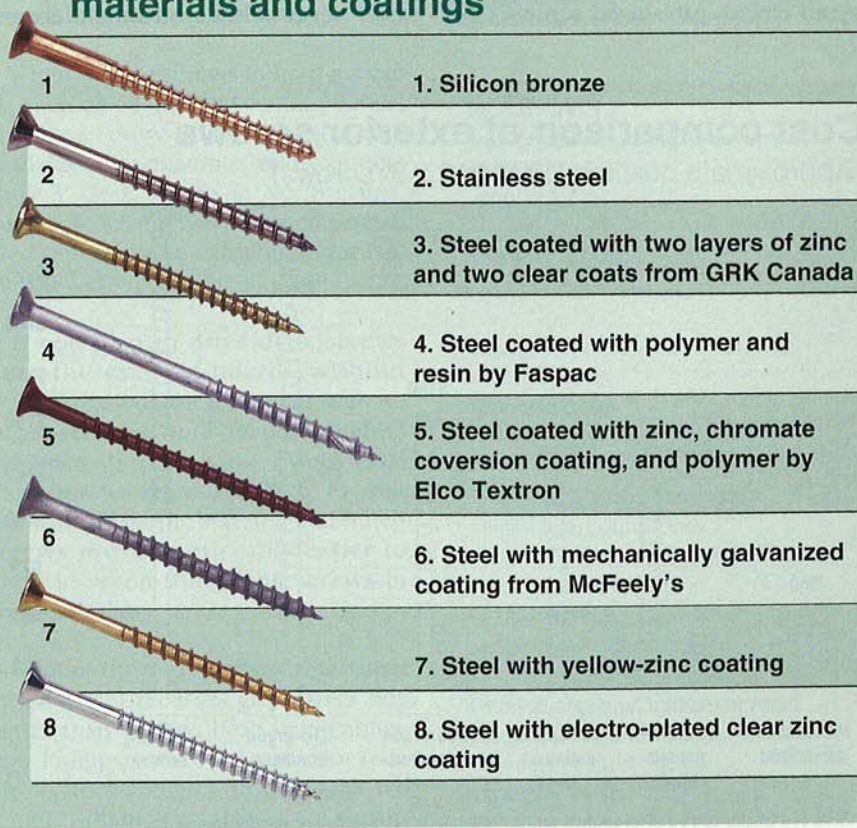 materials and coatings
1
1. Silicon bronze
2
2. Stainless steel
3
3. Steel coated with two layers of zinc
and two clear coats from GRK Canada
4
4. Steel coated with polymer and
resin by Faspac
5
5. Steel coated with zinc, chromate
coversion coating, and polymer by
Elco Textron
6
6. Steel with mechanically galvanized
coating from McFeely's
7
7. Steel with yellow-zinc coating
8
8. Steel with electro-plated clear zinc
coating